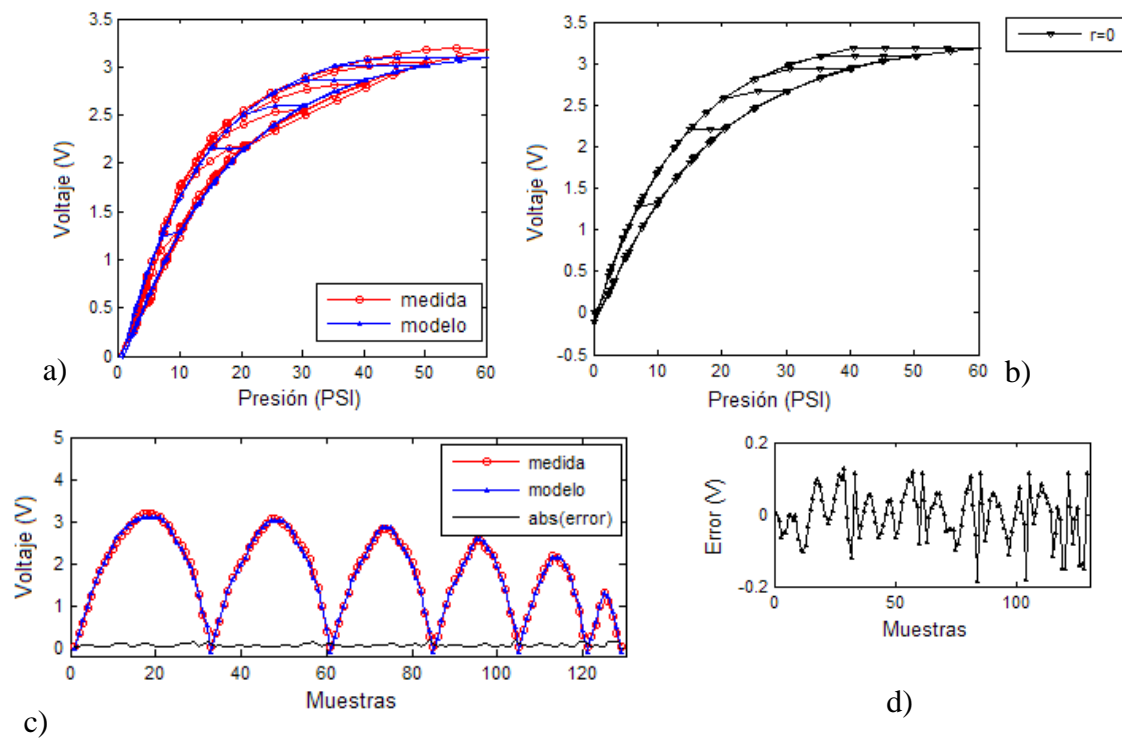 3.5
3
2.5
2
1.5
1
0.5
0
Voltaje (V)
0 10 20 30 40 50 60
Presión (PSI)
medida
modelo
a)
3.5
3
2.5
2
1.5
1
0.5
0
-0.5
Voltaje (V)
0 10 20 30 40 50 60
Presión (PSI)
r=0
b)
5
4
3
2
1
0
Voltaje (V)
0 20 40 60 80 100 120
Muestras
medida
modelo
abs(error)
c)
0.2
0
-0.2
Error (V)
0 50 100
Muestras
d)